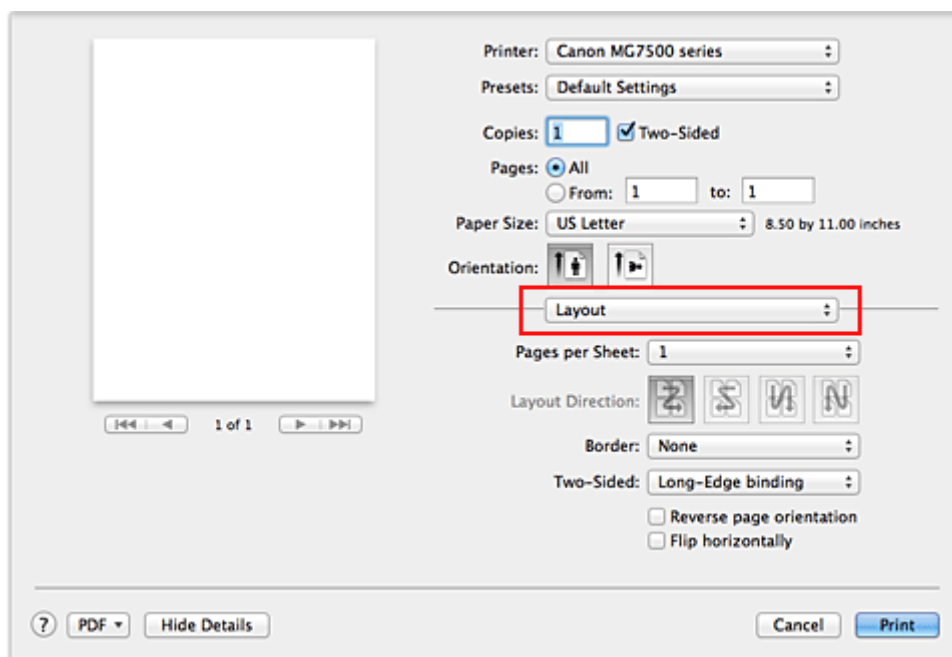 Printer: Canon MG7500 series
Presets: Default Settings
Copies: 1 Two-Sided
Pages: All
From: 1 to: 1
Paper Size: US Letter 8.50 by 11.00 inches
Orientation:
Layout
Pages per Sheet: 1
Layout Direction:
1 of 1
Border: None
Two-Sided: Long-Edge binding
Reverse page orientation
Flip horizontally
? PDF Hide Details Cancel Print